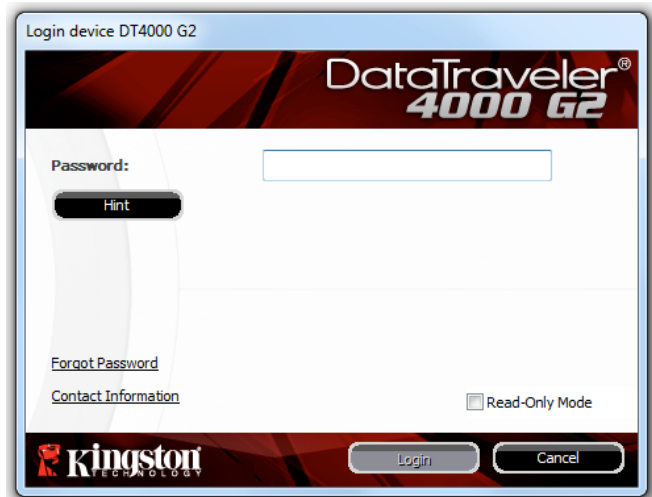 Login device DT4000 G2
DataTraveler®
4000 G2
Password:
Hint
Forgot Password
Contact Information
Read-Only Mode
Kingston
TECHNOLOGY
Login
Cancel